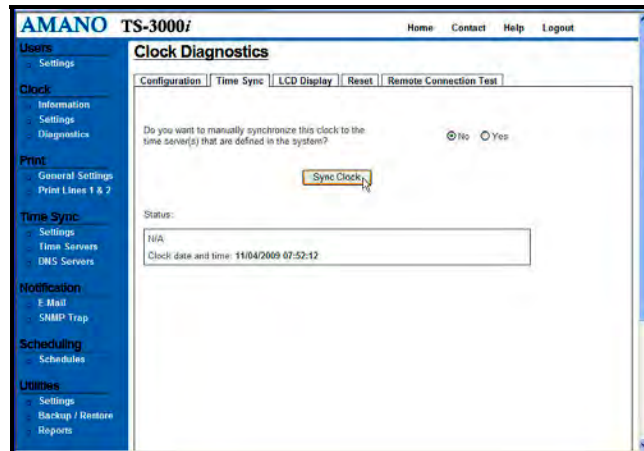 AMANO TS-3000i
Home Contact Help Logout
Users
Settings
Clock
Information
Settings
Diagnostics
Print
General Settings
Print Lines 1 & 2
Time Sync
Settings
Time Servers
DNS Servers
Notification
E-Mail
SNMP Trap
Scheduling
Schedules
Utilities
Settings
Backup / Restore
Reports
Clock Diagnostics
Configuration Time Sync LCD Display Reset Remote Connection Test
Do you want to manually synchronize this clock to the
time server(s) that are defined in the system?
No Yes
Sync Clock
Status:
N/A
Clock date and time: 11/04/2009 07:52:12